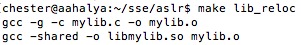 [chester@aahalya:~/sse/aslr$ make lib_reloc
gcc -g -c mylib.c -o mylib.o
gcc -shared -o libmylib.so mylib.o